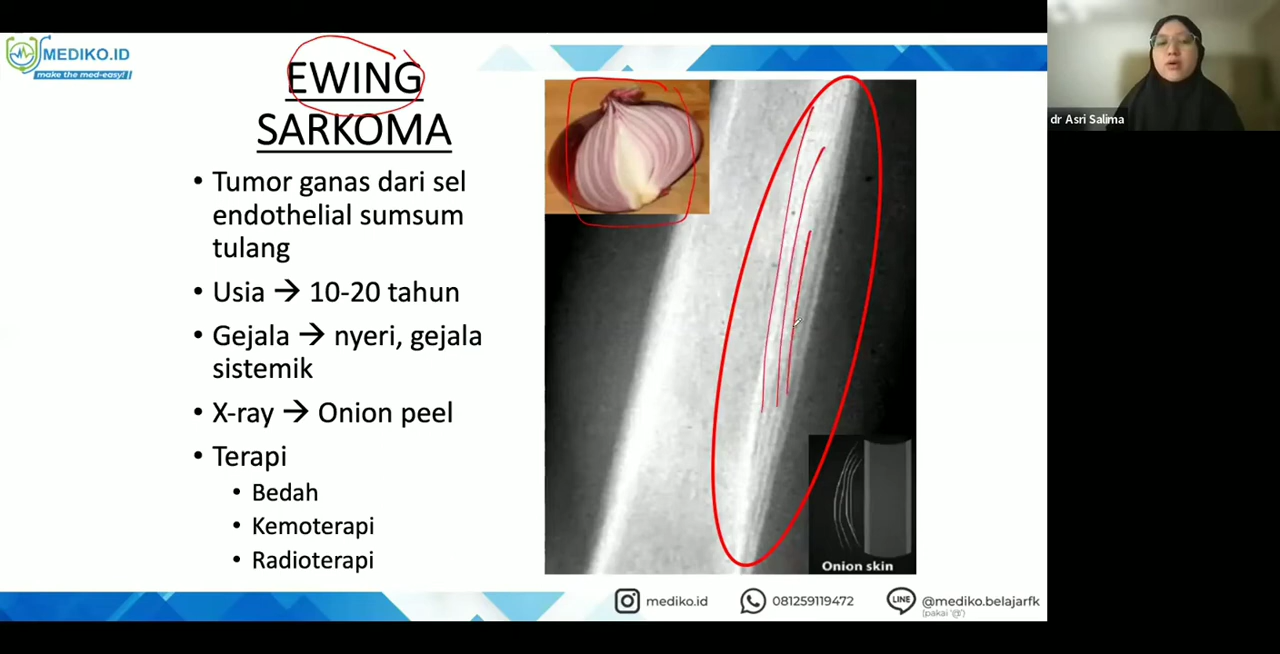 MEDIKO.ID
make the med-easy!
EWING
SARKOMA
• Tumor ganas dari sel
endothelial sumsum
tulang
• Usia → 10-20 tahun
• Gejala → nyeri, gejala
sistemik
• X-ray → Onion peel
• Terapi
• Bedah
• Kemoterapi
• Radioterapi
Onion skin
mediko.id
081259119472
LINE
@mediko.belajarfk
(pakai '@')
dr Asri Salima